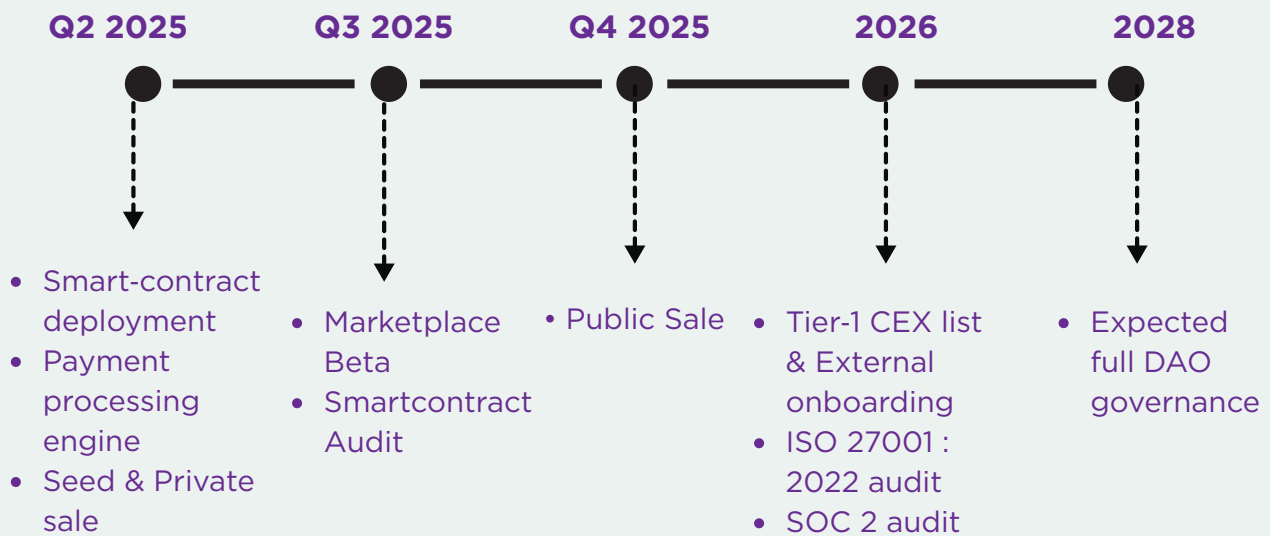 Q2 2025
Q3 2025
Q4 2025
2026
2028
• Smart-contract
deployment
• Payment
processing
engine
• Seed & Private
sale
• Marketplace
Beta
• Smartcontract
Audit
• Public Sale
• Tier-1 CEX list
& External
onboarding
• ISO 27001 :
2022 audit
• SOC 2 audit
• Expected
full DAO
governance